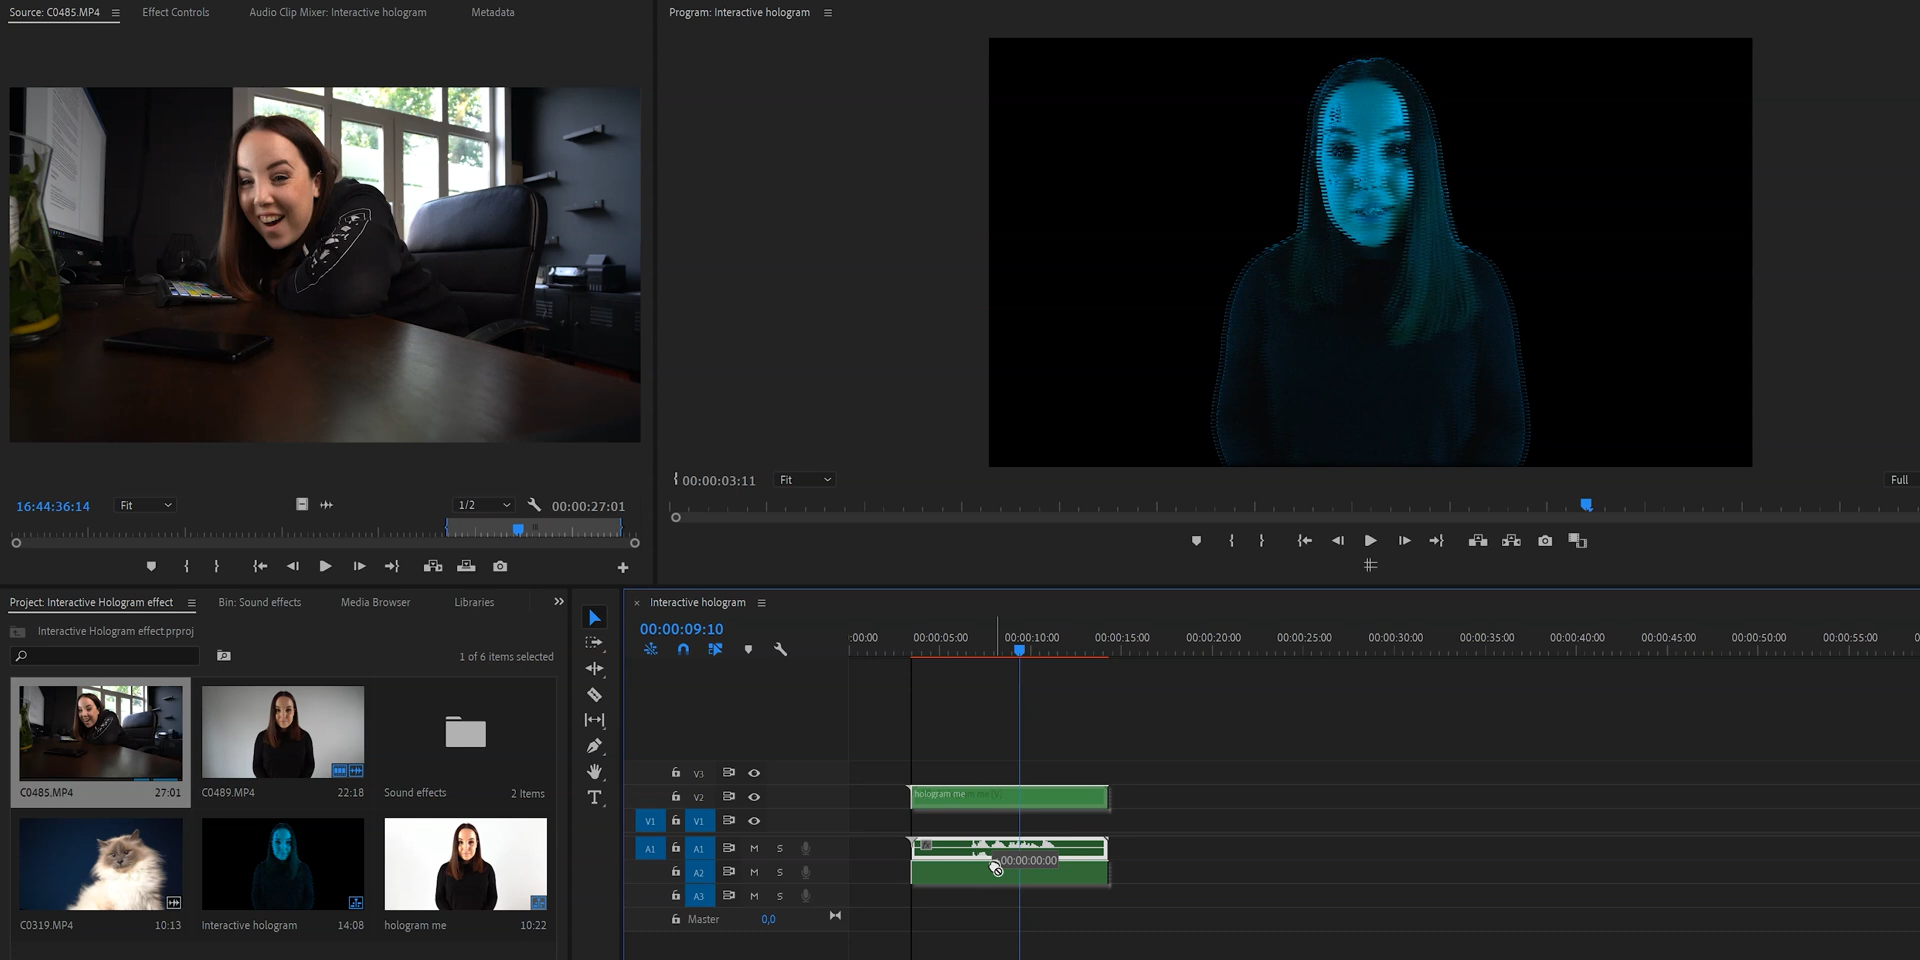 Source: C0485.MP4
Effect Controls
Audio Clip Mixer: Interactive hologram
Metadata
Program: Interactive hologram
16:44:36:14
Fit
1/2
00:00:27:01
00:00:03:11
Fit
Full
Project: Interactive Hologram effect
Bin: Sound effects
Media Browser
Libraries
Interactive Hologram effect.prproj
1 of 6 items selected
C0485.MP4
27:01
C0489.MP4
22:18
Sound effects
2 Items
C0319.MP4
10:13
Interactive hologram
14:08
hologram me
10:22
Interactive hologram
00:00:09:10
:00:00
00:00:05:00
00:00:10:00
00:00:15:00
00:00:20:00
00:00:25:00
00:00:30:00
00:00:35:00
00:00:40:00
00:00:45:00
00:00:50:00
00:00:55:00
V3
V2
hologram me
V1
V1
A1
A1
M
S
+00:00:00:00
A2
M
S
A3
M
S
Master
0,0